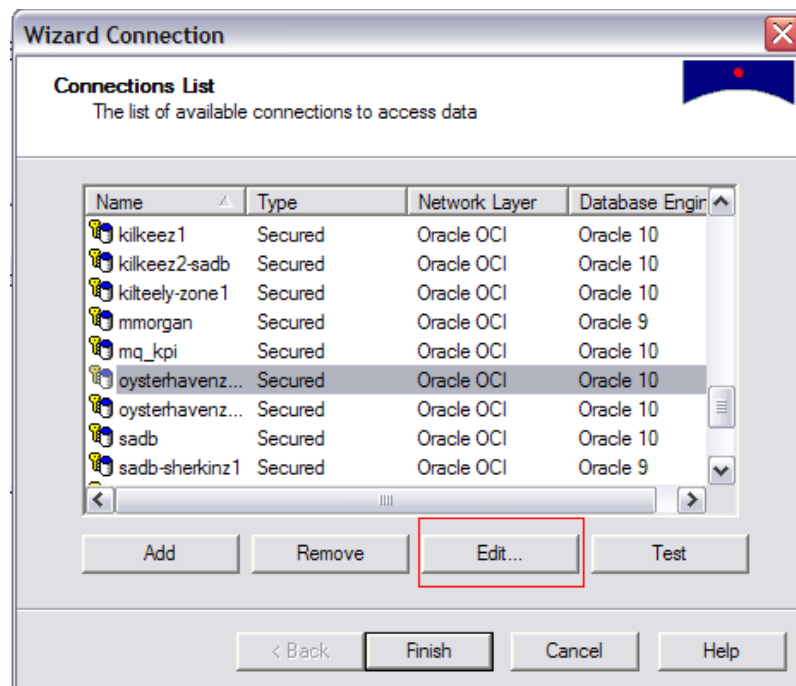 Wizard Connection
Connections List
The list of available connections to access data
Name Type Network Layer Database Engin
kilkeez1 Secured Oracle OCI Oracle 10
kilkeez2-sadb Secured Oracle OCI Oracle 10
kilteely-zone1 Secured Oracle OCI Oracle 10
mmorgan Secured Oracle OCI Oracle 9
mq_kpi Secured Oracle OCI Oracle 10
oysterhavenz... Secured Oracle OCI Oracle 10
oysterhavenz... Secured Oracle OCI Oracle 10
sadb Secured Oracle OCI Oracle 10
sadb-sherkinz1 Secured Oracle OCI Oracle 9
Add Remove Edit... Test
< Back Finish Cancel Help